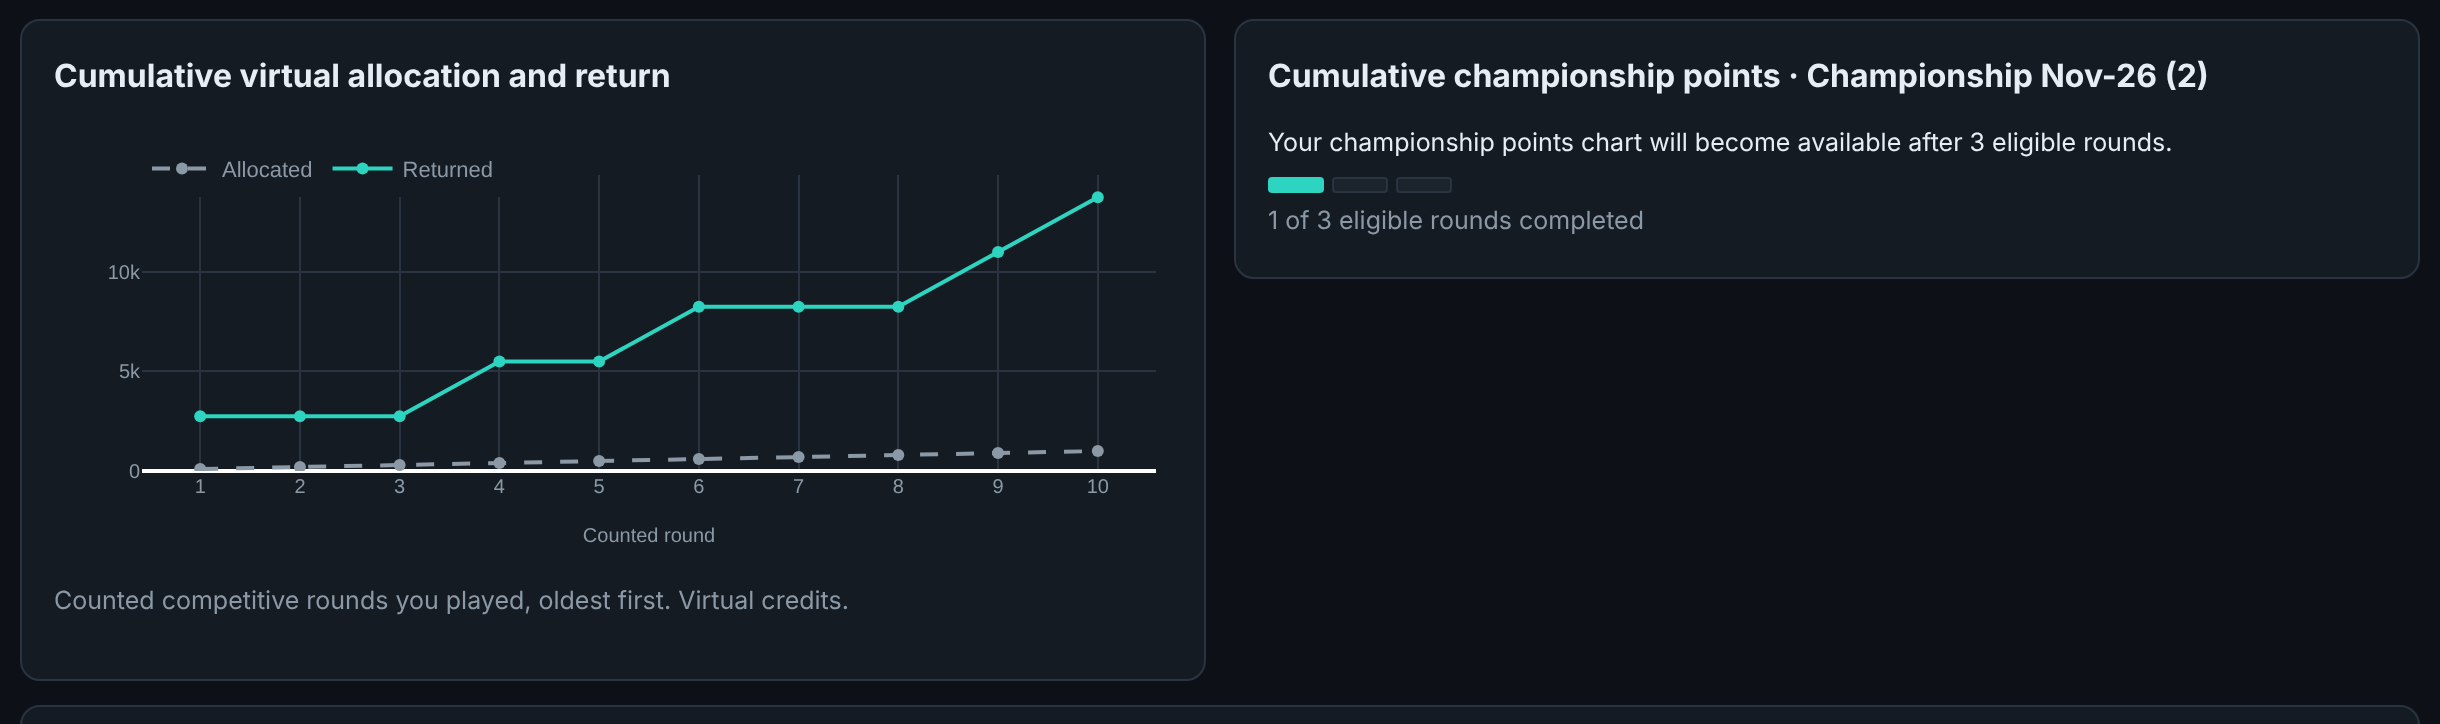 Cumulative virtual allocation and return
Allocated
Returned
10k
5k
0
1 2 3 4 5 6 7 8 9 10
Counted round
Counted competitive rounds you played, oldest first. Virtual credits.
Cumulative championship points · Championship Nov-26 (2)
Your championship points chart will become available after 3 eligible rounds.
1 of 3 eligible rounds completed